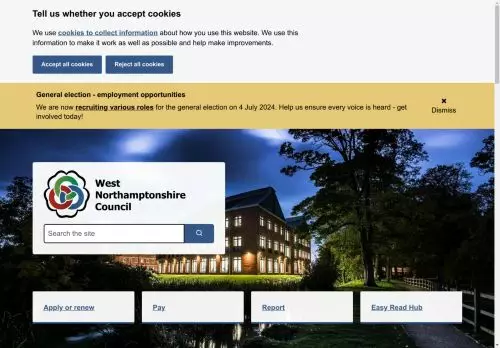 Tell us whether you accept cookies
We use cookies to collect information about how you use this website. We use this
information to make it work as well as possible and help make improvements.
Accept all cookies
Reject all cookies
General election - employment opportunities
We are now recruiting various roles for the general election on 4 July 2024. Help us ensure every voice is heard - get
involved today!
Dismiss
West
Northamptonshire
Council
Search the site
Apply or renew
Pay
Report
Easy Read Hub